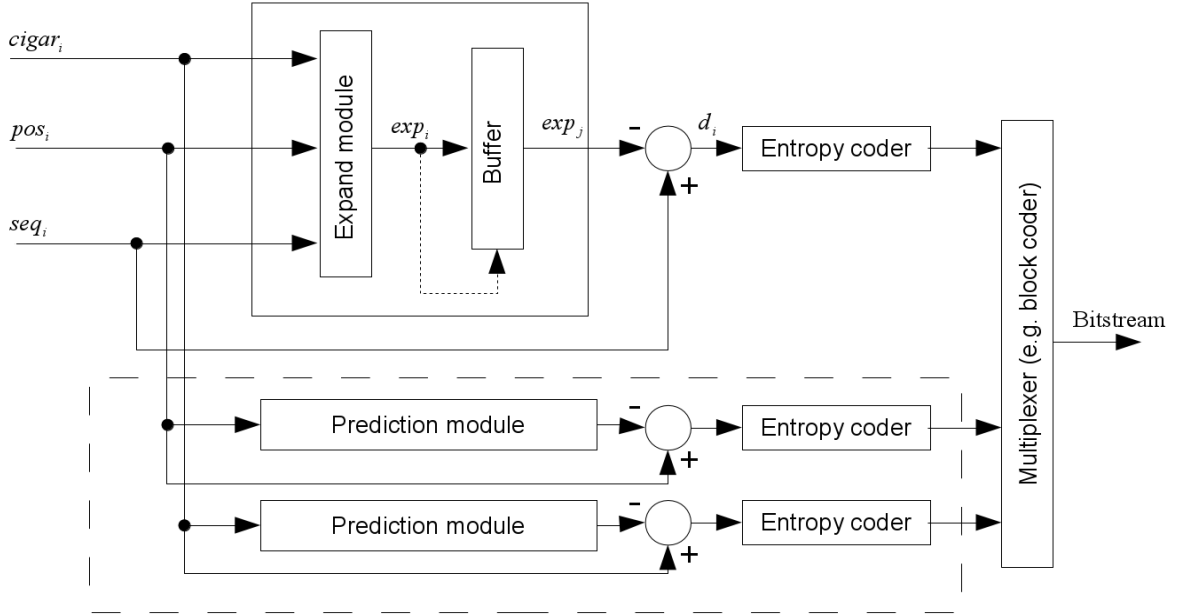 cigar_i
Expand module
Buffer
pos_i
exp_i
exp_j
-
d_i
Entropy coder
+
seq_i
Multiplexer (e.g. block coder)
Bitstream
Prediction module
-
Entropy coder
+
Prediction module
-
Entropy coder
+